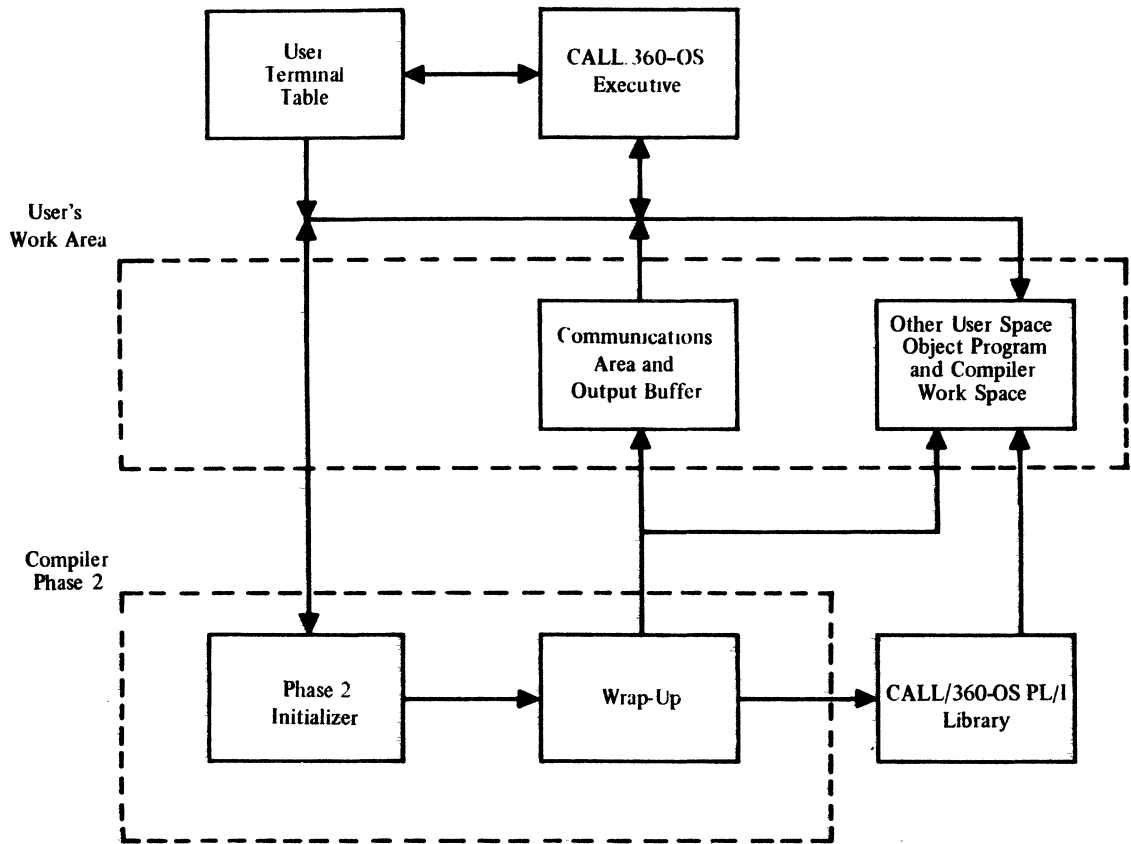 User
Terminal
Table
CALL 360-OS
Executive
User's
Work Area
Communications
Area and
Output Buffer
Other User Space
Object Program
and Compiler
Work Space
Compiler
Phase 2
Phase 2
Initializer
Wrap-Up
CALL/360-OS PL/I
Library